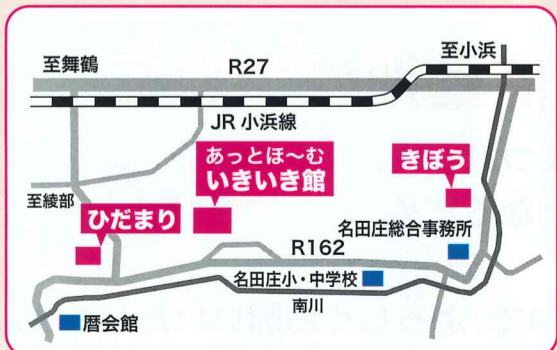 至舞鶴
R27
至小浜
JR 小浜線
あっとほ〜む
いきいき館
きぼう
至綾部
ひだまり
名田庄総合事務所
R162
名田庄小・中学校
南川
暦会館